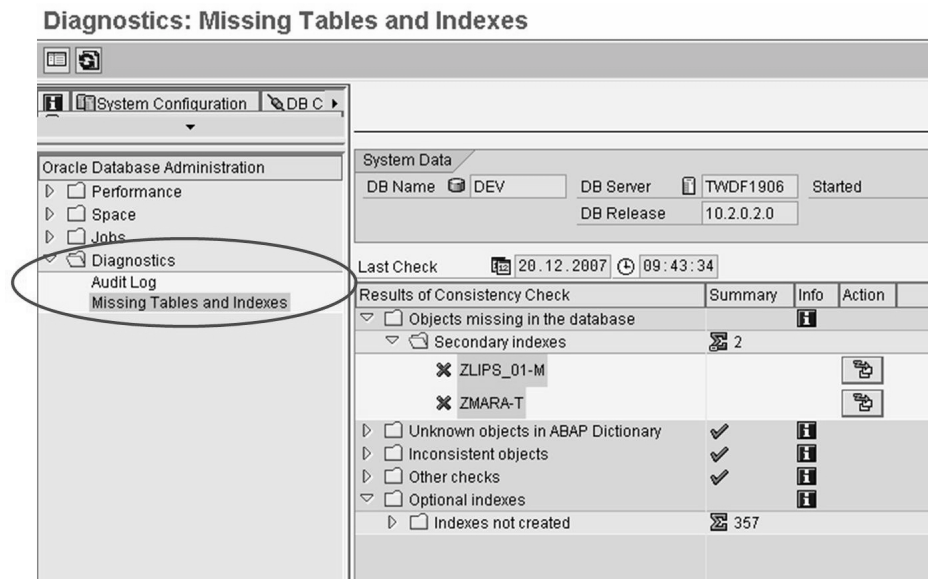 Diagnostics: Missing Tables and Indexes
System Configuration DB C
Oracle Database Administration
Performance
Space
Jobs
Diagnostics
Audit Log
Missing Tables and Indexes
System Data
DB Name DEV DB Server TWDF1906 Started
DB Release 10.2.0.2.0
Last Check 20.12.2007 09:43:34
Results of Consistency Check Summary Info Action
Objects missing in the database
Secondary indexes 2
ZLIPS_01-M
ZMARA-T
Unknown objects in ABAP Dictionary
Inconsistent objects
Other checks
Optional indexes
Indexes not created 357